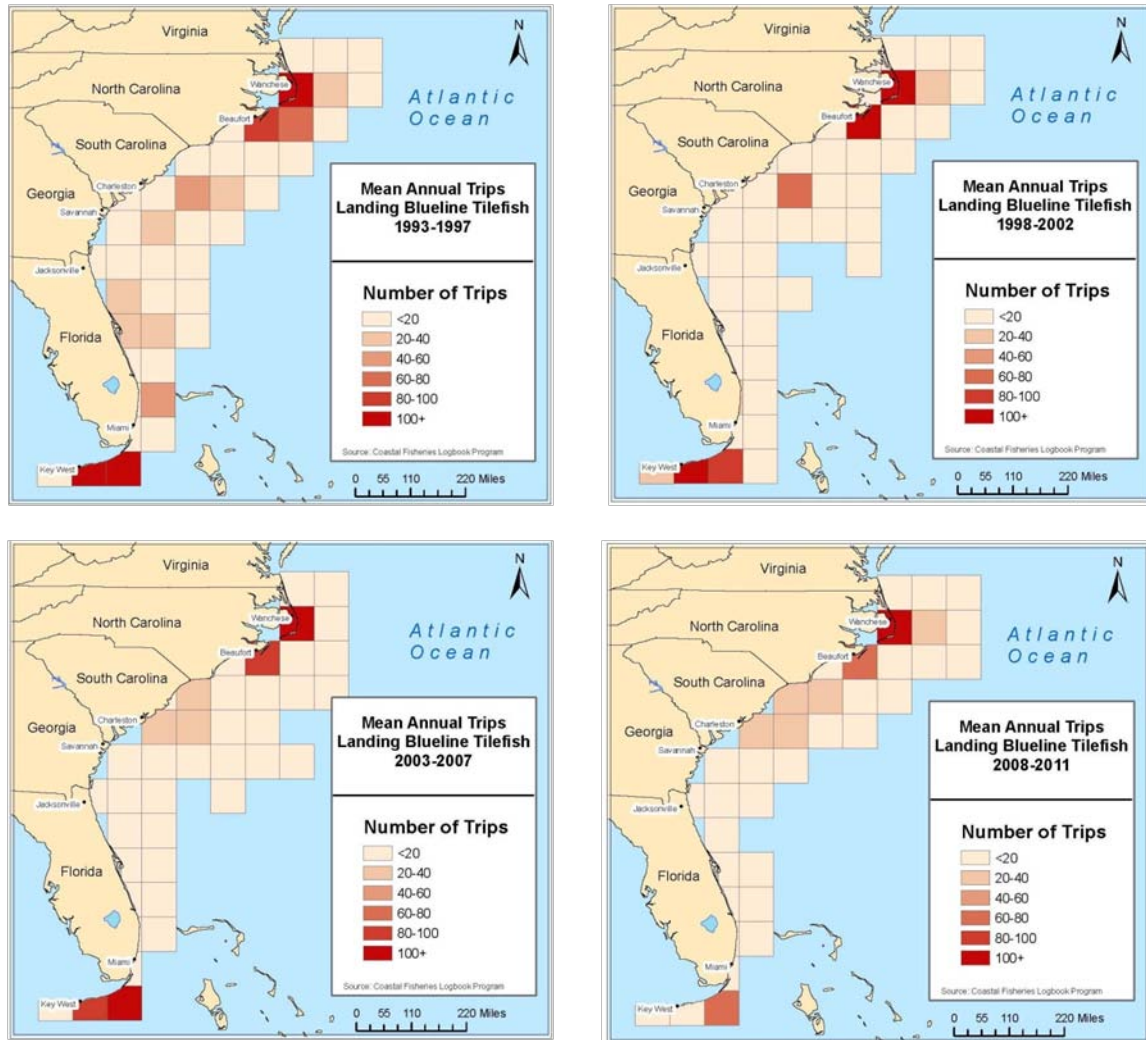 Virginia
N
North Carolina
Wanchese
Atlantic
Ocean
Beaufort
South Carolina
Charleston
Georgia
Savannah
Mean Annual Trips
Landing Blueline Tilefish
1993-1997
Jacksonville
Number of Trips
<20
20-40
40-60
60-80
80-100
100+
Florida
Miami
Key West
Source: Coastal Fisheries Logbook Program
0 55 110 220 Miles
Virginia
N
North Carolina
Wanchese
Atlantic
Ocean
Beaufort
South Carolina
Charleston
Georgia
Savannah
Mean Annual Trips
Landing Blueline Tilefish
1998-2002
Jacksonville
Number of Trips
<20
20-40
40-60
60-80
80-100
100+
Florida
Miami
Key West
Source: Coastal Fisheries Logbook Program
0 55 110 220 Miles
Virginia
N
North Carolina
Wanchese
Atlantic
Ocean
Beaufort
South Carolina
Charleston
Georgia
Savannah
Mean Annual Trips
Landing Blueline Tilefish
2003-2007
Jacksonville
Number of Trips
<20
20-40
40-60
60-80
80-100
100+
Florida
Miami
Key West
Source: Coastal Fisheries Logbook Program
0 55 110 220 Miles
Virginia
N
North Carolina
Wanchese
Atlantic
Ocean
Beaufort
South Carolina
Charleston
Georgia
Savannah
Mean Annual Trips
Landing Blueline Tilefish
2008-2011
Jacksonville
Number of Trips
<20
20-40
40-60
60-80
80-100
100+
Florida
Miami
Key West
Source: Coastal Fisheries Logbook Program
0 55 110 220 Miles